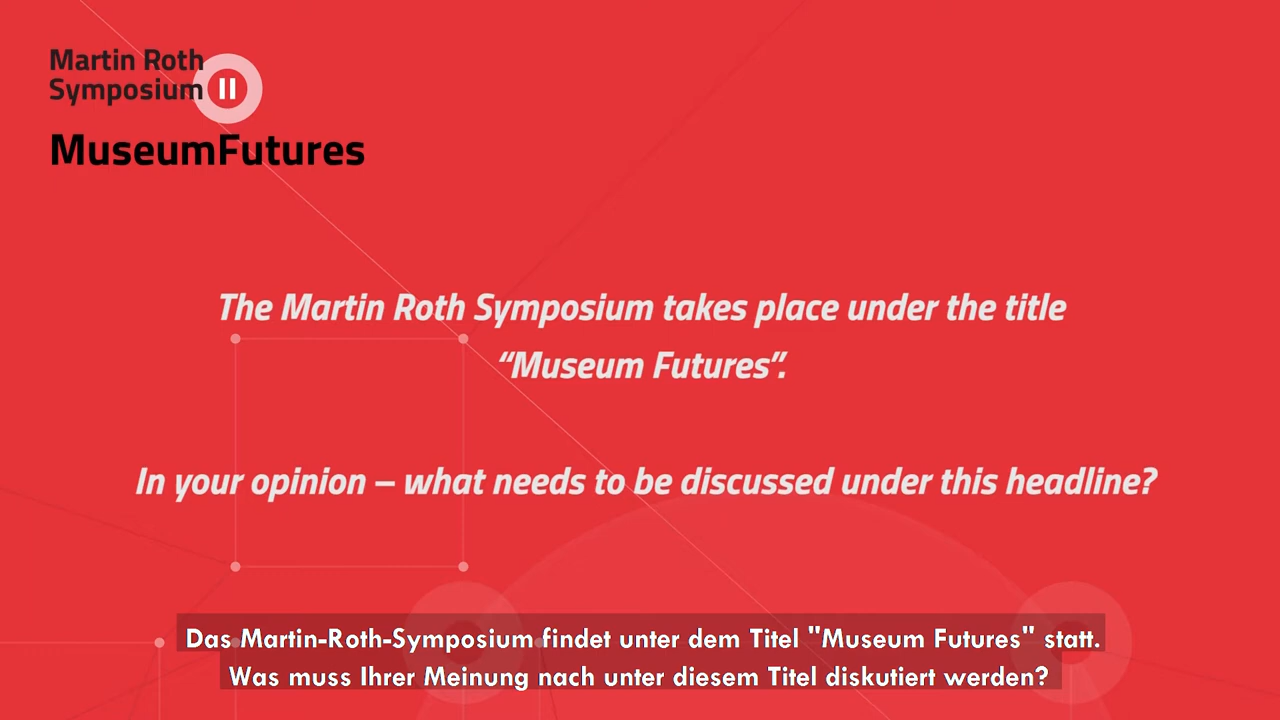 Martin Roth
Symposium II
MuseumFutures
The Martin Roth Symposium takes place under the title
“Museum Futures”.
In your opinion – what needs to be discussed under this headline?
Das Martin-Roth-Symposium findet unter dem Titel "Museum Futures" statt.
Was muss Ihrer Meinung nach unter diesem Titel diskutiert werden?